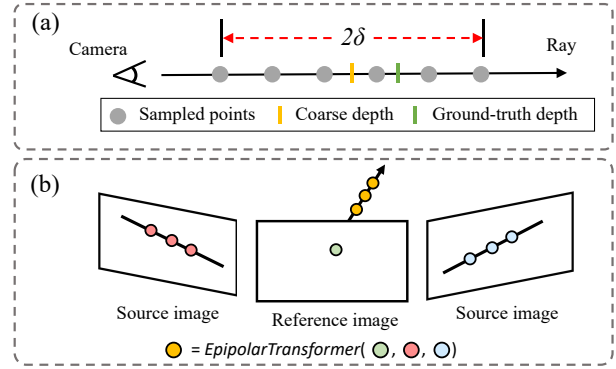 (a)
2δ
Camera
Ray
Sampled points
Coarse depth
Ground-truth depth
(b)
Source image
Reference image
Source image
= EpipolarTransformer( , , )